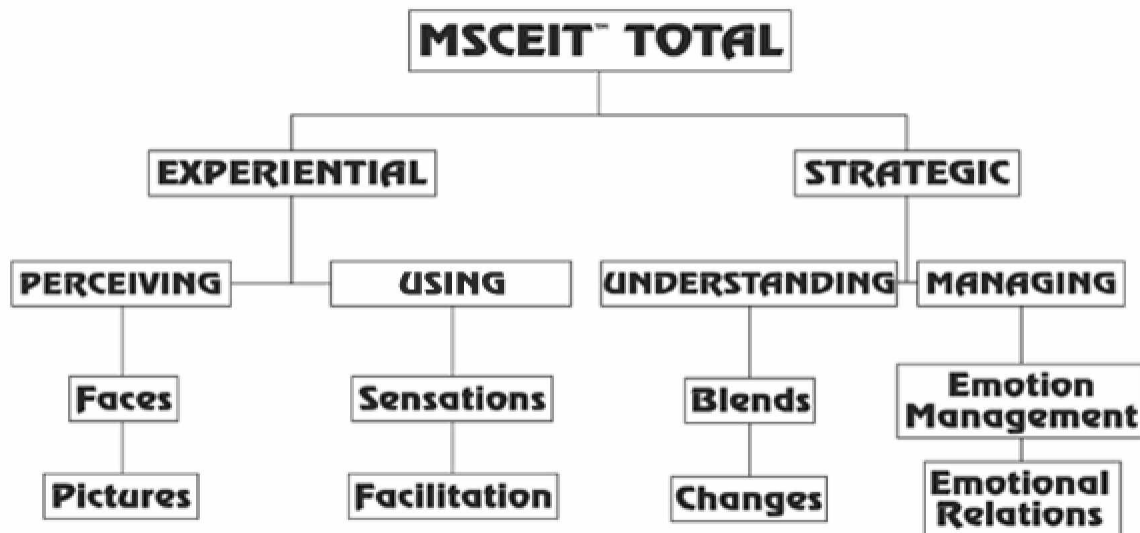 MSCEIT™ TOTAL
EXPERIENTIAL
STRATEGIC
PERCEIVING
USING
UNDERSTANDING
MANAGING
Faces
Sensations
Blends
Emotion
Management
Pictures
Facilitation
Changes
Emotional
Relations